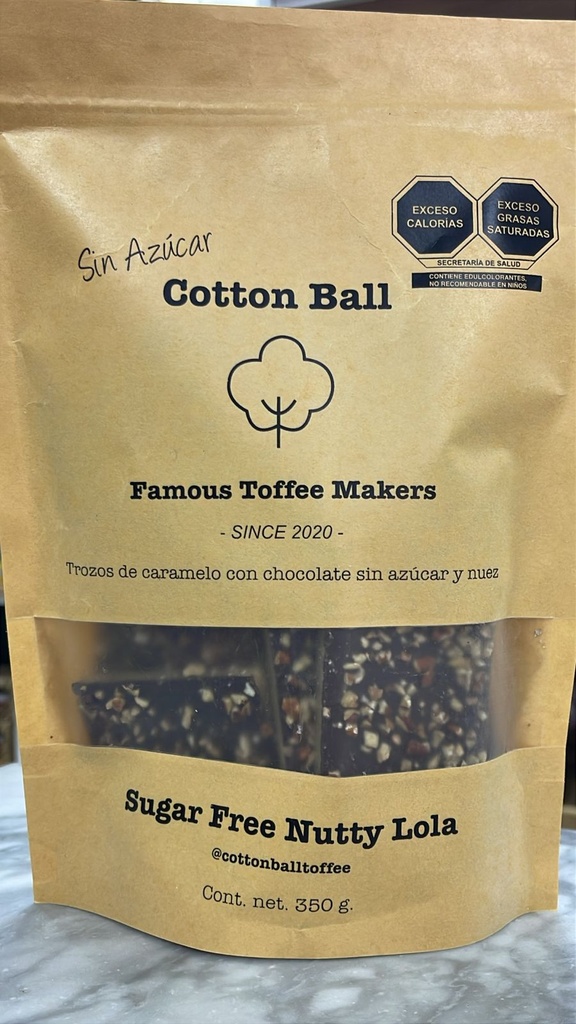 EXCESO
CALORÍAS
EXCESO
GRASAS
SATURADAS
SECRETARÍA DE SALUD
CONTIENE EDULCORANTES,
NO RECOMENDABLE EN NIÑOS
Sin Azúcar
Cotton Ball
Famous Toffee Makers
- SINCE 2020 -
Trozos de caramelo con chocolate sin azúcar y nuez
Sugar Free Nutty Lola
@cottonballtoffee
Cont. net. 350 g.